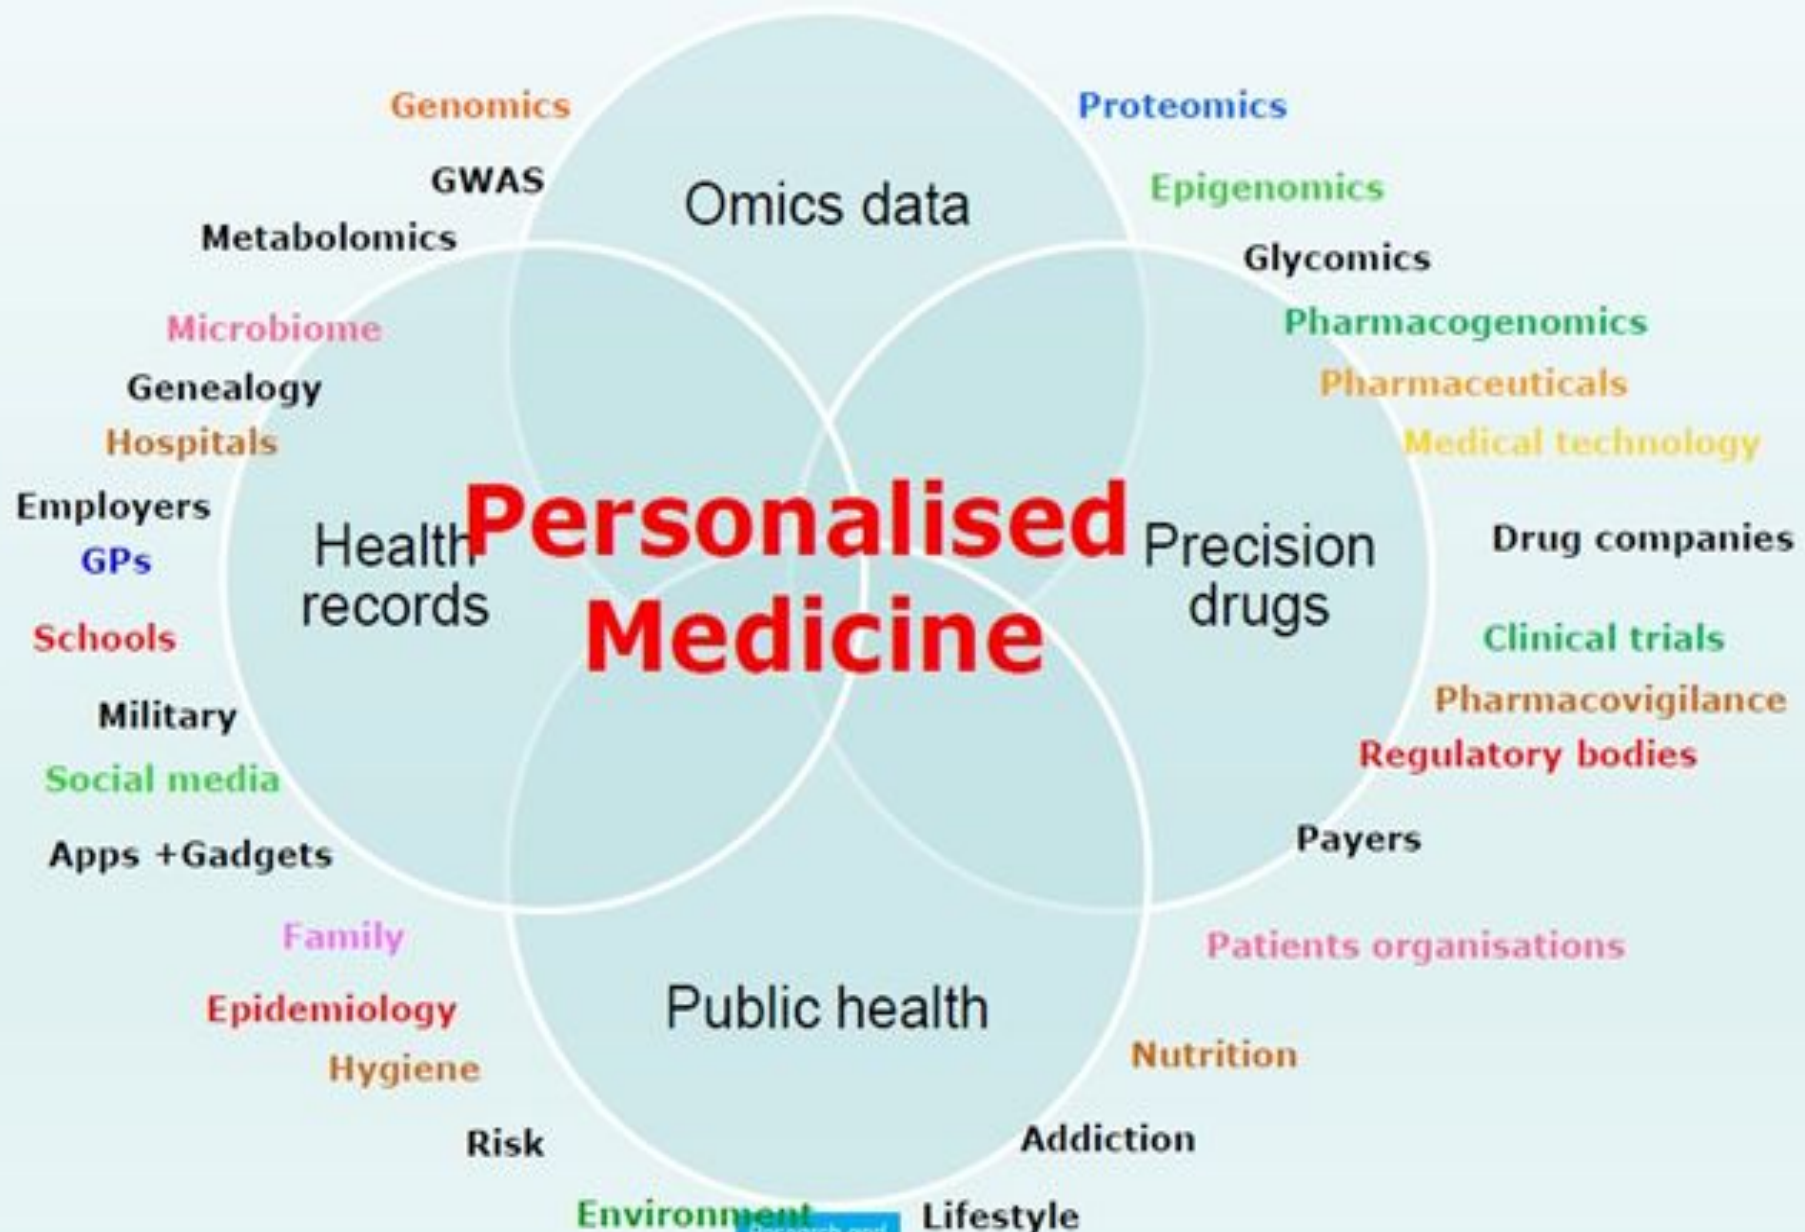 Genomics
Proteomics
GWAS
Epigenomics
Omics data
Metabolomics
Glycomics
Microbiome
Pharmacogenomics
Genealogy
Pharmaceuticals
Hospitals
Medical technology
Employers
GPs
Health
records
Personalised
Medicine
Precision
drugs
Drug companies
Schools
Clinical trials
Military
Pharmacovigilance
Regulatory bodies
Social media
Apps +Gadgets
Payers
Family
Patients organisations
Epidemiology
Public health
Hygiene
Nutrition
Risk
Addiction
Environment
Lifestyle